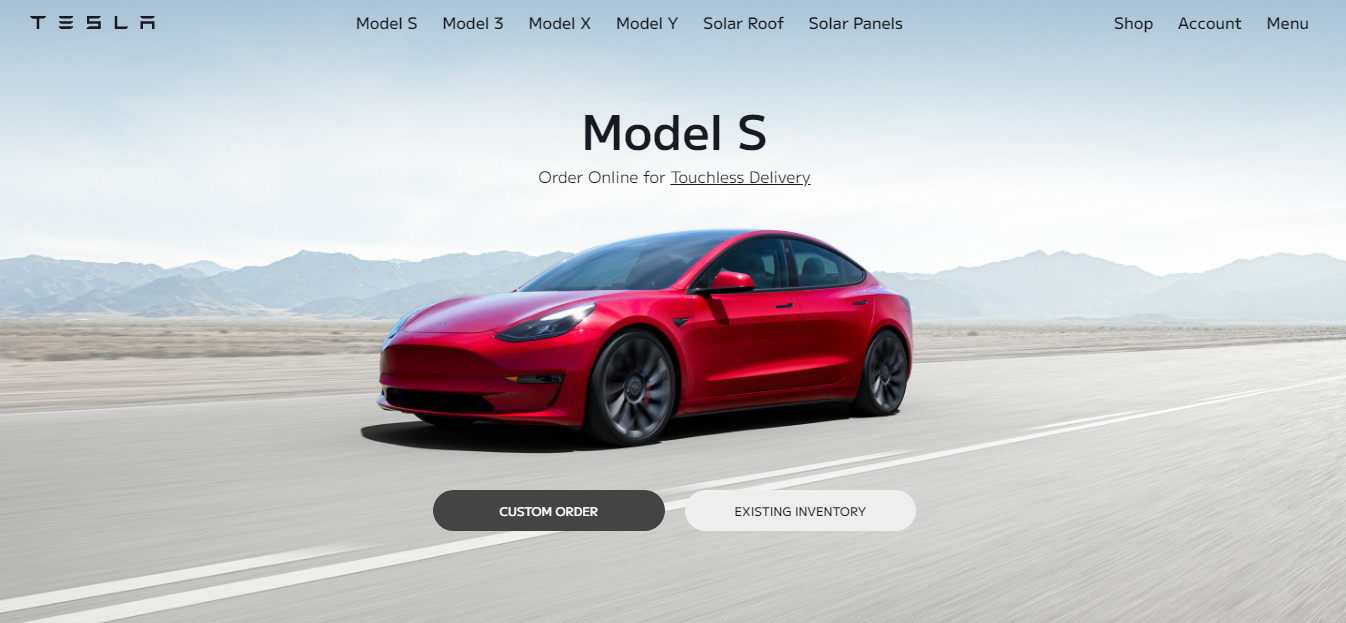 TESLA
Model S Model 3 Model X Model Y Solar Roof Solar Panels
Shop Account Menu
Model S
Order Online for Touchless Delivery
CUSTOM ORDER
EXISTING INVENTORY